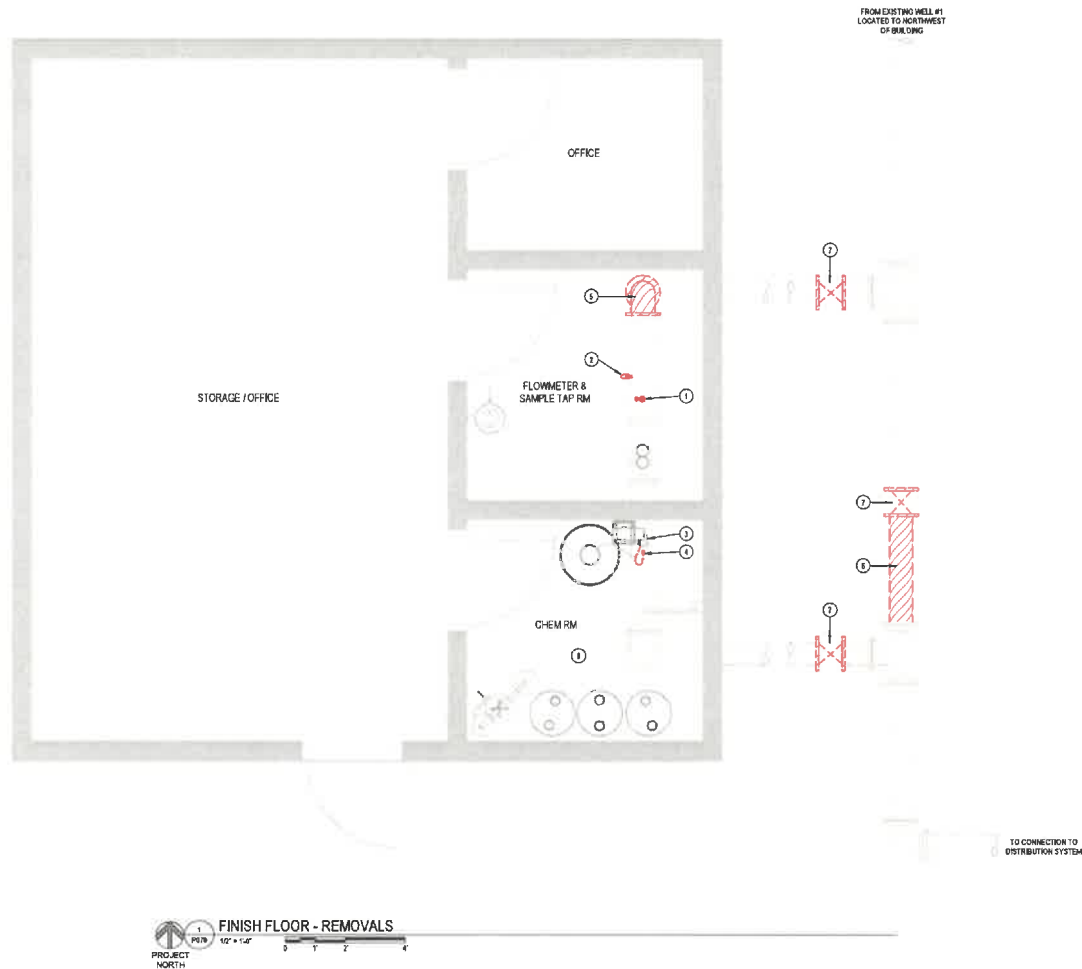 FROM EXISTING WELL #1
LOCATED TO NORTHWEST
OF BUILDING
OFFICE
7
5
2
STORAGE / OFFICE
FLOWMETER &
SAMPLE TAP RM
1
7
3
4
7
CHEM RM
TO CONNECTION TO
DISTRIBUTION SYSTEM
1
FINISH FLOOR - REMOVALS
1/2" = 1'-0"
0 1' 2' 4'
PROJECT
NORTH